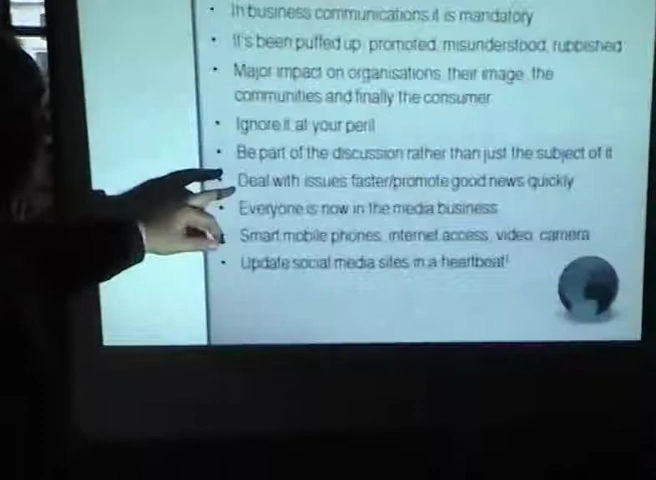 In business communications it is mandatory
It's been puffed up, promoted, misunderstood, rubbished
Major impact on organisations, their image, the
communities and finally the consumer
Ignore it at your peril
Be part of the discussion rather than just the subject of it
Deal with issues faster/promote good news quickly
Everyone is now in the media business
Smart mobile phones, internet access, video, camera
Update social media sites in a heartbeat!